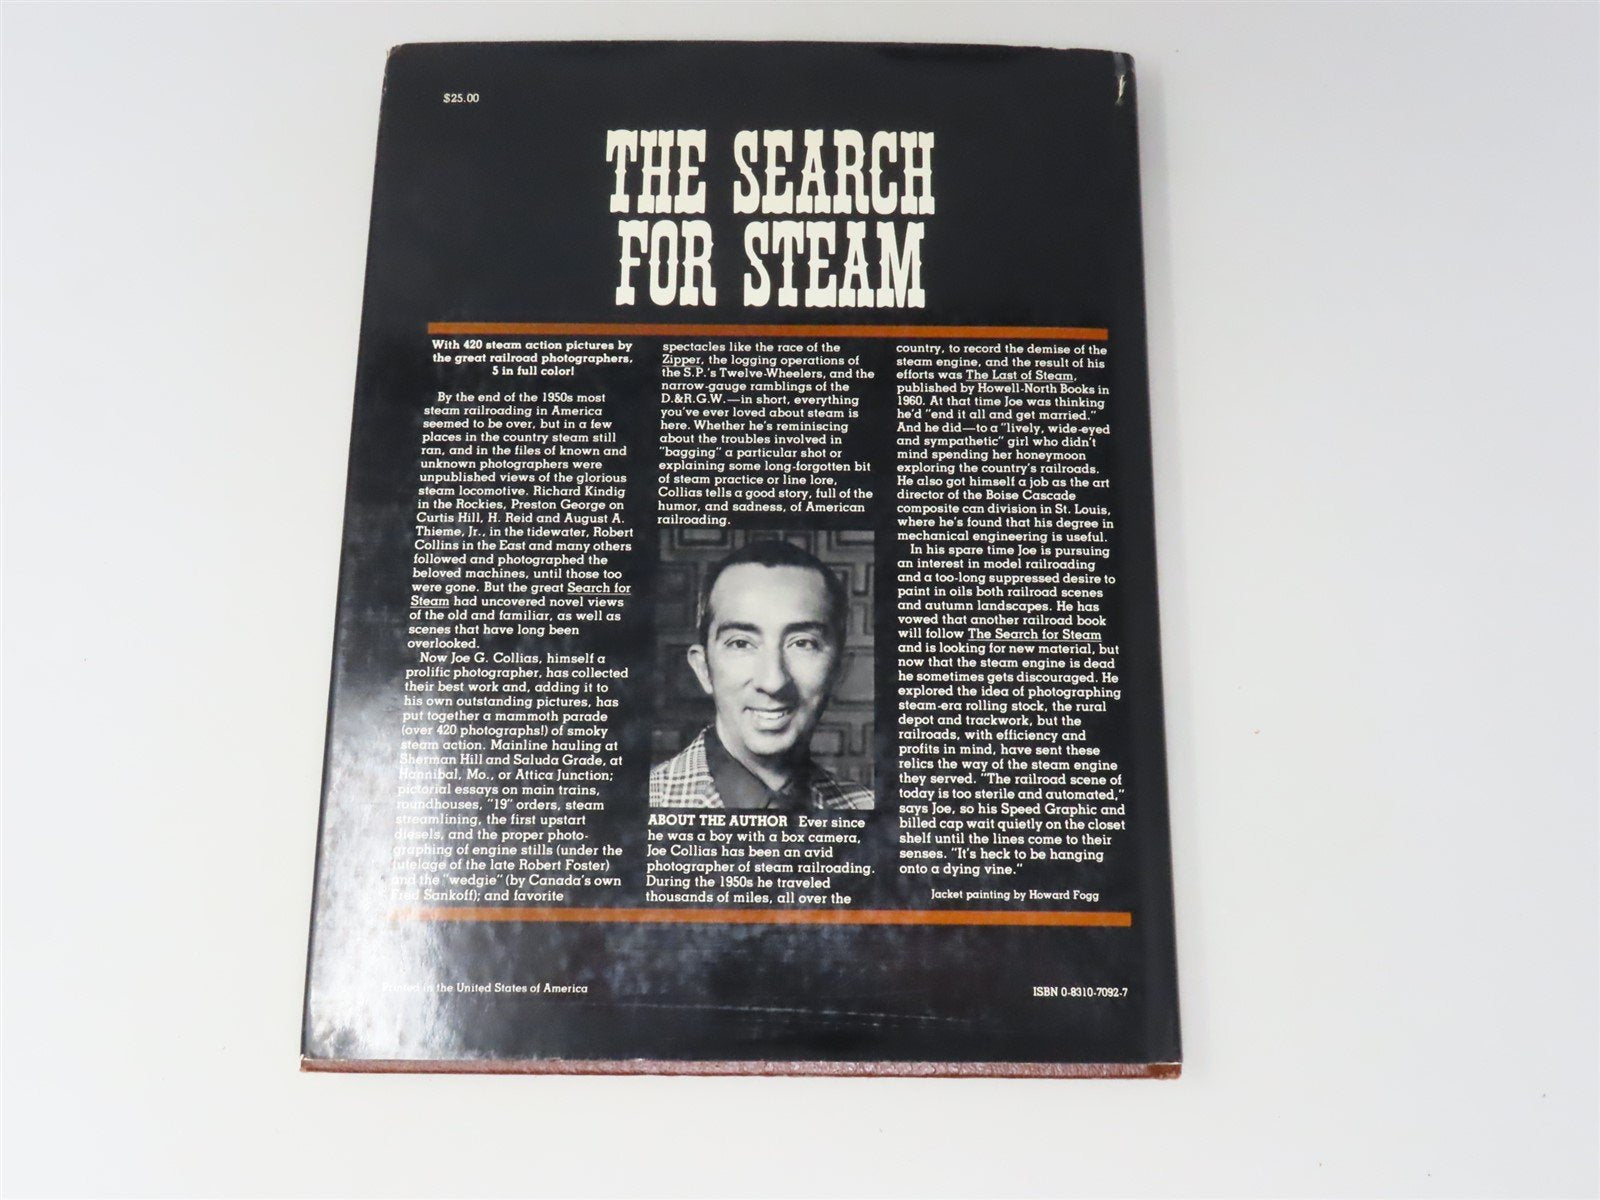 $25.00
THE SEARCH
FOR STEAM
With 420 steam action pictures by
the great railroad photographers,
5 in full color!
By the end of the 1950s most
steam railroading in America
seemed to be over, but in a few
places in the country steam still
ran, and in the files of known and
unknown photographers were
unpublished views of the glorious
steam locomotive. Richard Kindig
in the Rockies, Preston George on
Curtis Hill, H. Reid and August A.
Thieme, Jr., in the tidewater, Robert
Collins in the East and many others
followed and photographed the
beloved machines, until those too
were gone. But the great Search for
Steam had uncovered novel views
of the old and familiar, as well as
scenes that have long been
overlooked.
Now Joe G. Collias, himself a
prolific photographer, has collected
their best work and, adding it to
his own outstanding pictures, has
put together a mammoth parade
(over 420 photographs!) of smoky
steam action. Mainline hauling at
Sherman Hill and Saluda Grade, at
Hannibal, Mo., or Attica Junction;
pictorial essays on main trains,
roundhouses, "19" orders, steam
streamlining, the first upstart
diesels, and the proper photo-
graphing of engine stills (under the
tutelage of the late Robert Foster)
and the "wedgie" (by Canada's own
Fred Sankoff); and favorite
spectacles like the race of the
Zipper, the logging operations of
the S.P.'s Twelve-Wheelers, and the
narrow-gauge ramblings of the
D.&R.G.W.—in short, everything
you've ever loved about steam is
here. Whether he's reminiscing
about the troubles involved in
"bagging" a particular shot or
explaining some long-forgotten bit
of steam practice or line lore,
Collias tells a good story, full of the
humor, and sadness, of American
railroading.
ABOUT THE AUTHOR Ever since
he was a boy with a box camera,
Joe Collias has been an avid
photographer of steam railroading.
During the 1950s he traveled
thousands of miles, all over the
country, to record the demise of the
steam engine, and the result of his
efforts was The Last of Steam,
published by Howell-North Books in
1960. At that time Joe was thinking
he'd "end it all and get married."
And he did—to a "lively, wide-eyed
and sympathetic" girl who didn't
mind spending her honeymoon
exploring the country's railroads.
He also got himself a job as the art
director of the Boise Cascade
composite can division in St. Louis,
where he's found that his degree in
mechanical engineering is useful.
In his spare time Joe is pursuing
an interest in model railroading
and a too-long suppressed desire to
paint in oils both railroad scenes
and autumn landscapes. He has
vowed that another railroad book
will follow The Search for Steam
and is looking for new material, but
now that the steam engine is dead
he sometimes gets discouraged. He
explored the idea of photographing
steam-era rolling stock, the rural
depot and trackwork, but the
railroads, with efficiency and
profits in mind, have sent these
relics the way of the steam engine
they served. "The railroad scene of
today is too sterile and automated,"
says Joe, so his Speed Graphic and
billed cap wait quietly on the closet
shelf until the lines come to their
senses. "It's heck to be hanging
onto a dying vine."
Jacket painting by Howard Fogg
Printed in the United States of America
ISBN 0-8310-7092-7